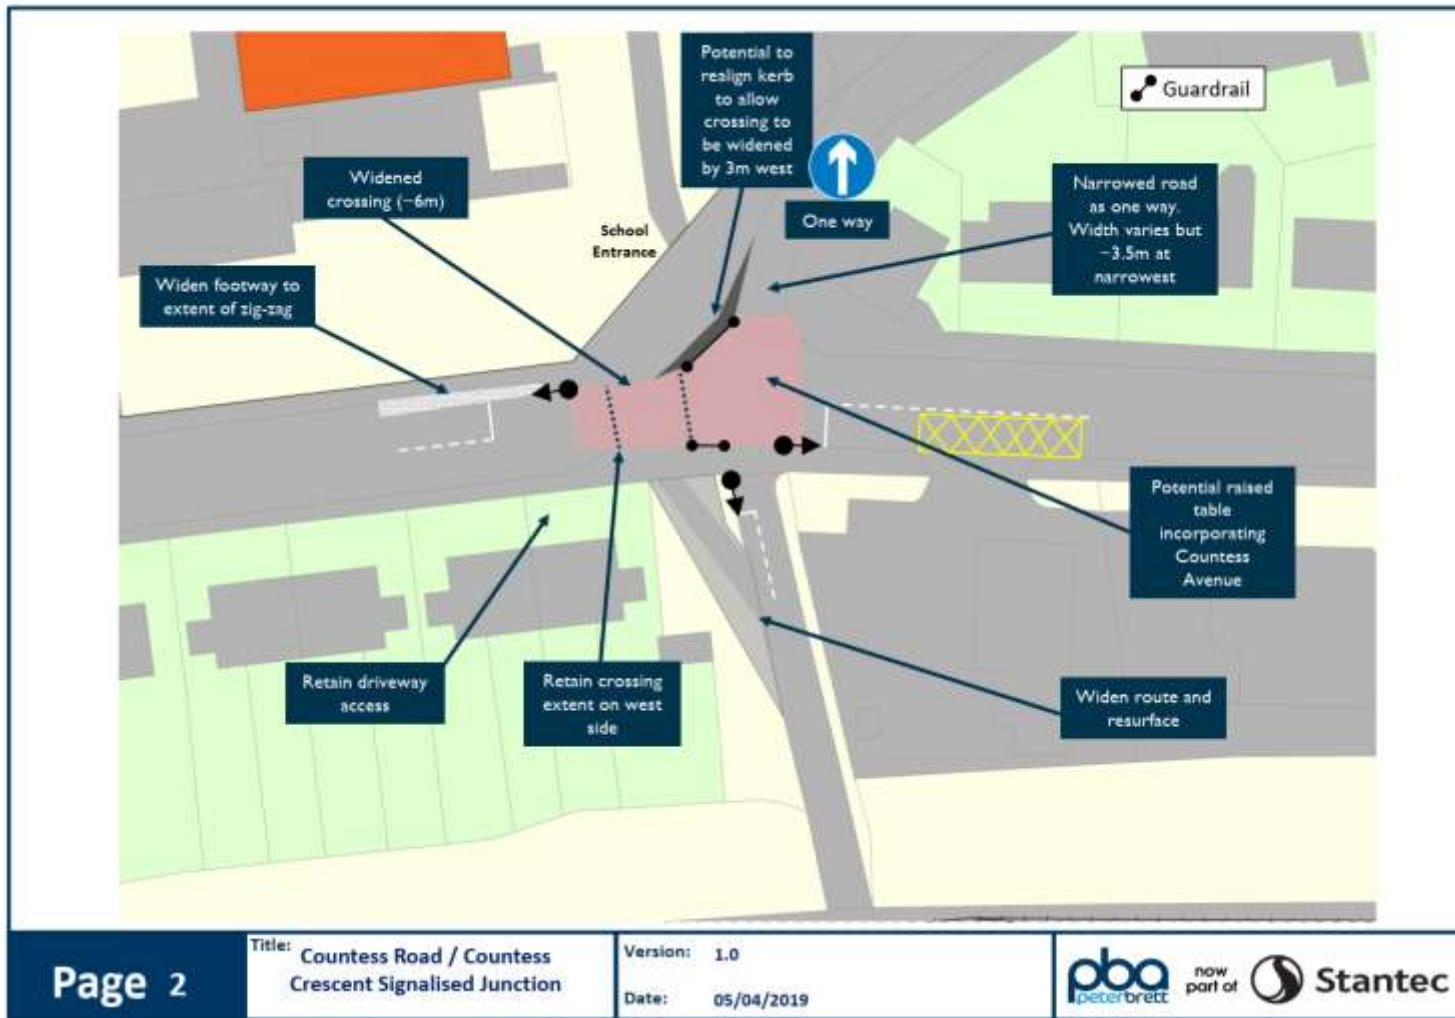 Potential to
realign kerb
to allow
crossing to
be widened
by 3m west
Guardrail
Widened
crossing (~6m)
One way
Narrowed road
as one way.
Width varies but
~3.5m at
narrowest
School
Entrance
Widen footway to
extent of zig-zag
Potential raised
table
incorporating
Countess
Avenue
Retain driveway
access
Retain crossing
extent on west
side
Widen route and
resurface
Page 2
Title: Countess Road / Countess
Crescent Signalised Junction
Version: 1.0
Date: 05/04/2019
pba
peterbrett
now
part of
Stantec